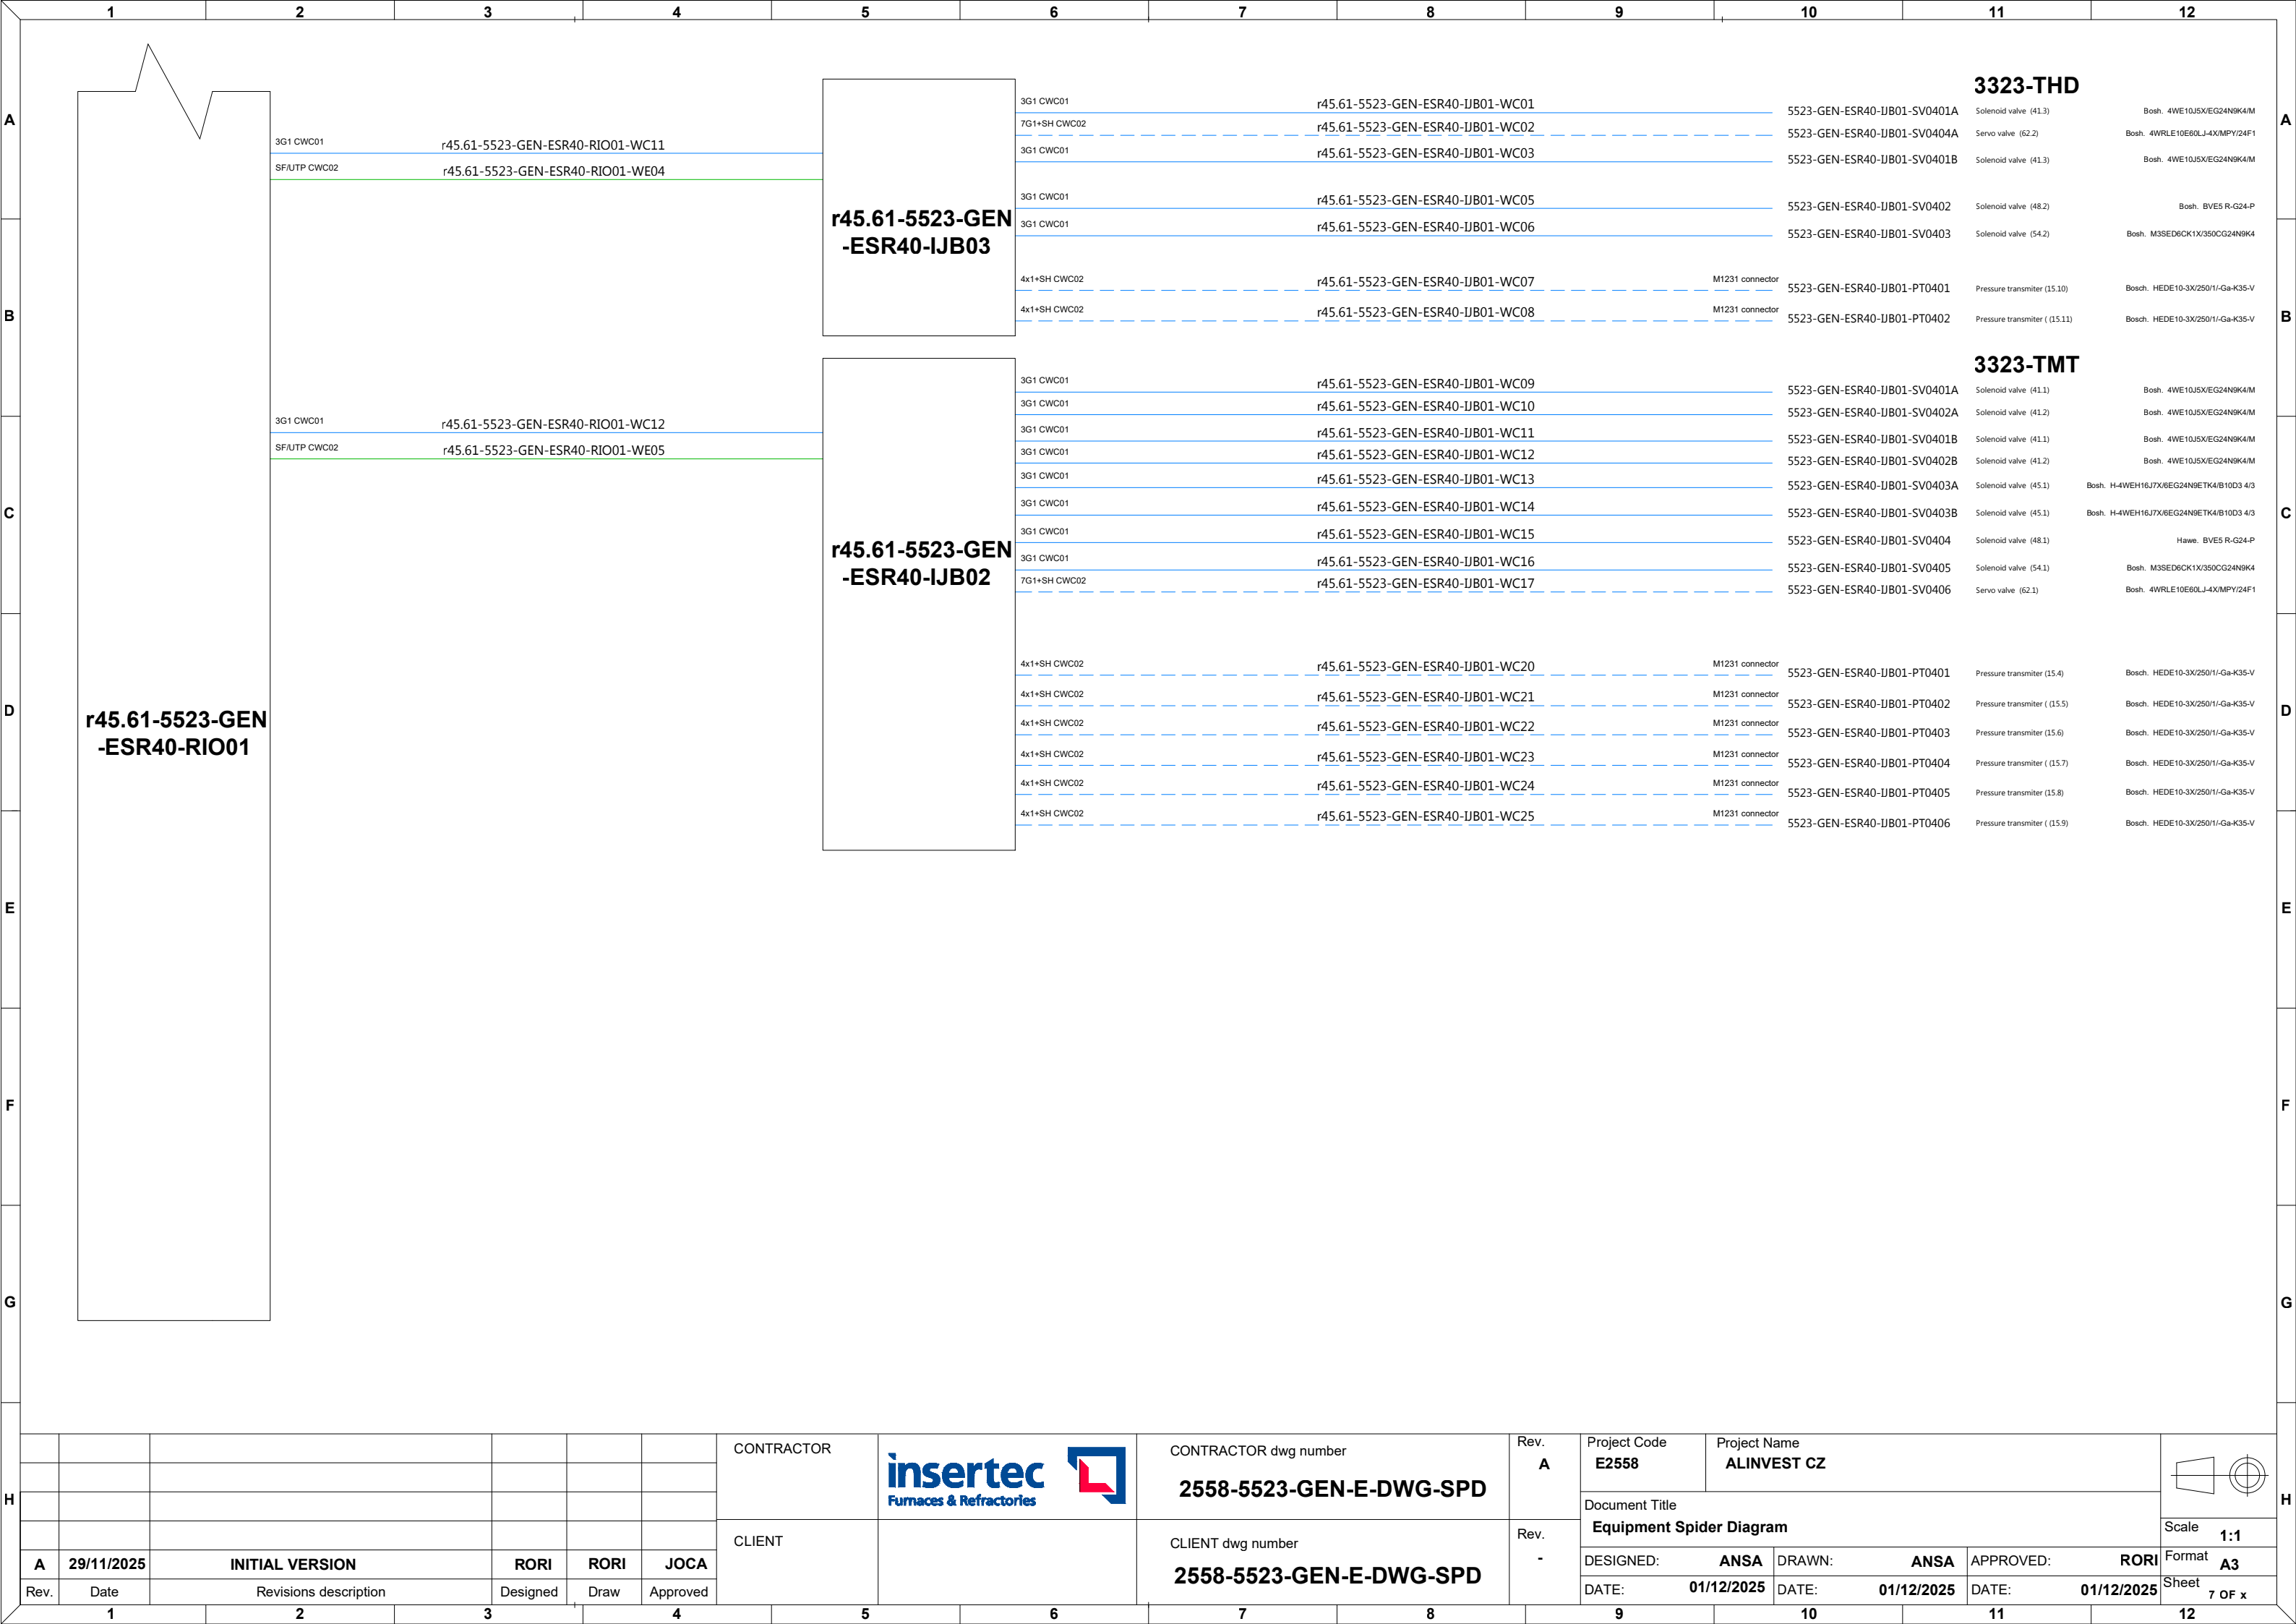 1 2 3 4 5 6 7 8 9 10 11 12
A
B
C
D
E
F
G
H
r45.61-5523-GEN
-ESR40-RIO01
3G1 CWC01 r45.61-5523-GEN-ESR40-RIO01-WC11
SF/UTP CWC02 r45.61-5523-GEN-ESR40-RIO01-WE04
r45.61-5523-GEN
-ESR40-IJB03
3323-THD
3G1 CWC01 r45.61-5523-GEN-ESR40-IJB01-WC01 5523-GEN-ESR40-IJB01-SV0401A Solenoid valve (41.3) Bosh. 4WE10J5X/EG24N9K4/M
7G1+SH CWC02 r45.61-5523-GEN-ESR40-IJB01-WC02 5523-GEN-ESR40-IJB01-SV0404A Servo valve (62.2) Bosh. 4WRLE10E60LJ-4X/MPY/24F1
3G1 CWC01 r45.61-5523-GEN-ESR40-IJB01-WC03 5523-GEN-ESR40-IJB01-SV0401B Solenoid valve (41.3) Bosh. 4WE10J5X/EG24N9K4/M
3G1 CWC01 r45.61-5523-GEN-ESR40-IJB01-WC05 5523-GEN-ESR40-IJB01-SV0402 Solenoid valve (48.2) Bosh. BVE5 R-G24-P
3G1 CWC01 r45.61-5523-GEN-ESR40-IJB01-WC06 5523-GEN-ESR40-IJB01-SV0403 Solenoid valve (54.2) Bosh. M3SED6CK1X/350CG24N9K4
4x1+SH CWC02 r45.61-5523-GEN-ESR40-IJB01-WC07 M1231 connector 5523-GEN-ESR40-IJB01-PT0401 Pressure transmiter (15.10) Bosch. HEDE10-3X/250/1/-Ga-K35-V
4x1+SH CWC02 r45.61-5523-GEN-ESR40-IJB01-WC08 M1231 connector 5523-GEN-ESR40-IJB01-PT0402 Pressure transmiter ( (15.11) Bosch. HEDE10-3X/250/1/-Ga-K35-V
3G1 CWC01 r45.61-5523-GEN-ESR40-RIO01-WC12
SF/UTP CWC02 r45.61-5523-GEN-ESR40-RIO01-WE05
r45.61-5523-GEN
-ESR40-IJB02
3323-TMT
3G1 CWC01 r45.61-5523-GEN-ESR40-IJB01-WC09 5523-GEN-ESR40-IJB01-SV0401A Solenoid valve (41.1) Bosh. 4WE10J5X/EG24N9K4/M
3G1 CWC01 r45.61-5523-GEN-ESR40-IJB01-WC10 5523-GEN-ESR40-IJB01-SV0402A Solenoid valve (41.2) Bosh. 4WE10J5X/EG24N9K4/M
3G1 CWC01 r45.61-5523-GEN-ESR40-IJB01-WC11 5523-GEN-ESR40-IJB01-SV0401B Solenoid valve (41.1) Bosh. 4WE10J5X/EG24N9K4/M
3G1 CWC01 r45.61-5523-GEN-ESR40-IJB01-WC12 5523-GEN-ESR40-IJB01-SV0402B Solenoid valve (41.2) Bosh. 4WE10J5X/EG24N9K4/M
3G1 CWC01 r45.61-5523-GEN-ESR40-IJB01-WC13 5523-GEN-ESR40-IJB01-SV0403A Solenoid valve (45.1) Bosh. H-4WEH16J7X/6EG24N9ETK4/B10D3 4/3
3G1 CWC01 r45.61-5523-GEN-ESR40-IJB01-WC14 5523-GEN-ESR40-IJB01-SV0403B Solenoid valve (45.1) Bosh. H-4WEH16J7X/6EG24N9ETK4/B10D3 4/3
3G1 CWC01 r45.61-5523-GEN-ESR40-IJB01-WC15 5523-GEN-ESR40-IJB01-SV0404 Solenoid valve (48.1) Hawe. BVE5 R-G24-P
3G1 CWC01 r45.61-5523-GEN-ESR40-IJB01-WC16 5523-GEN-ESR40-IJB01-SV0405 Solenoid valve (54.1) Bosh. M3SED6CK1X/350CG24N9K4
7G1+SH CWC02 r45.61-5523-GEN-ESR40-IJB01-WC17 5523-GEN-ESR40-IJB01-SV0406 Servo valve (62.1) Bosh. 4WRLE10E60LJ-4X/MPY/24F1
4x1+SH CWC02 r45.61-5523-GEN-ESR40-IJB01-WC20 M1231 connector 5523-GEN-ESR40-IJB01-PT0401 Pressure transmiter (15.4) Bosch. HEDE10-3X/250/1/-Ga-K35-V
4x1+SH CWC02 r45.61-5523-GEN-ESR40-IJB01-WC21 M1231 connector 5523-GEN-ESR40-IJB01-PT0402 Pressure transmiter ( (15.5) Bosch. HEDE10-3X/250/1/-Ga-K35-V
4x1+SH CWC02 r45.61-5523-GEN-ESR40-IJB01-WC22 M1231 connector 5523-GEN-ESR40-IJB01-PT0403 Pressure transmiter (15.6) Bosch. HEDE10-3X/250/1/-Ga-K35-V
4x1+SH CWC02 r45.61-5523-GEN-ESR40-IJB01-WC23 M1231 connector 5523-GEN-ESR40-IJB01-PT0404 Pressure transmiter ( (15.7) Bosch. HEDE10-3X/250/1/-Ga-K35-V
4x1+SH CWC02 r45.61-5523-GEN-ESR40-IJB01-WC24 M1231 connector 5523-GEN-ESR40-IJB01-PT0405 Pressure transmiter (15.8) Bosch. HEDE10-3X/250/1/-Ga-K35-V
4x1+SH CWC02 r45.61-5523-GEN-ESR40-IJB01-WC25 M1231 connector 5523-GEN-ESR40-IJB01-PT0406 Pressure transmiter ( (15.9) Bosch. HEDE10-3X/250/1/-Ga-K35-V
A
B
C
D
E
F
G
H
A 29/11/2025 INITIAL VERSION RORI RORI JOCA
Rev. Date Revisions description Designed Draw Approved
CONTRACTOR
insertec
Furnaces & Refractories
CLIENT
CONTRACTOR dwg number
2558-5523-GEN-E-DWG-SPD
CLIENT dwg number
2558-5523-GEN-E-DWG-SPD
Rev.
A
Rev.
-
Project Code
E2558
Project Name
ALINVEST CZ
Document Title
Equipment Spider Diagram
DESIGNED: ANSA DRAWN: ANSA APPROVED: RORI
DATE: 01/12/2025 DATE: 01/12/2025 DATE: 01/12/2025
Scale 1:1
Format A3
Sheet 7 OF x
1 2 3 4 5 6 7 8 9 10 11 12